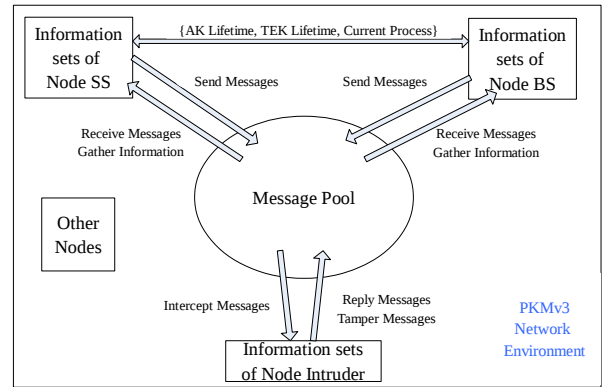 Information
sets of
Node SS
{AK Lifetime, TEK Lifetime, Current Process}
Information
sets of
Node BS
Send Messages
Send Messages
Receive Messages
Gather Information
Receive Messages
Gather Information
Message Pool
Other
Nodes
Intercept Messages
Reply Messages
Tamper Messages
PKMv3
Network
Environment
Information sets
of Node Intruder